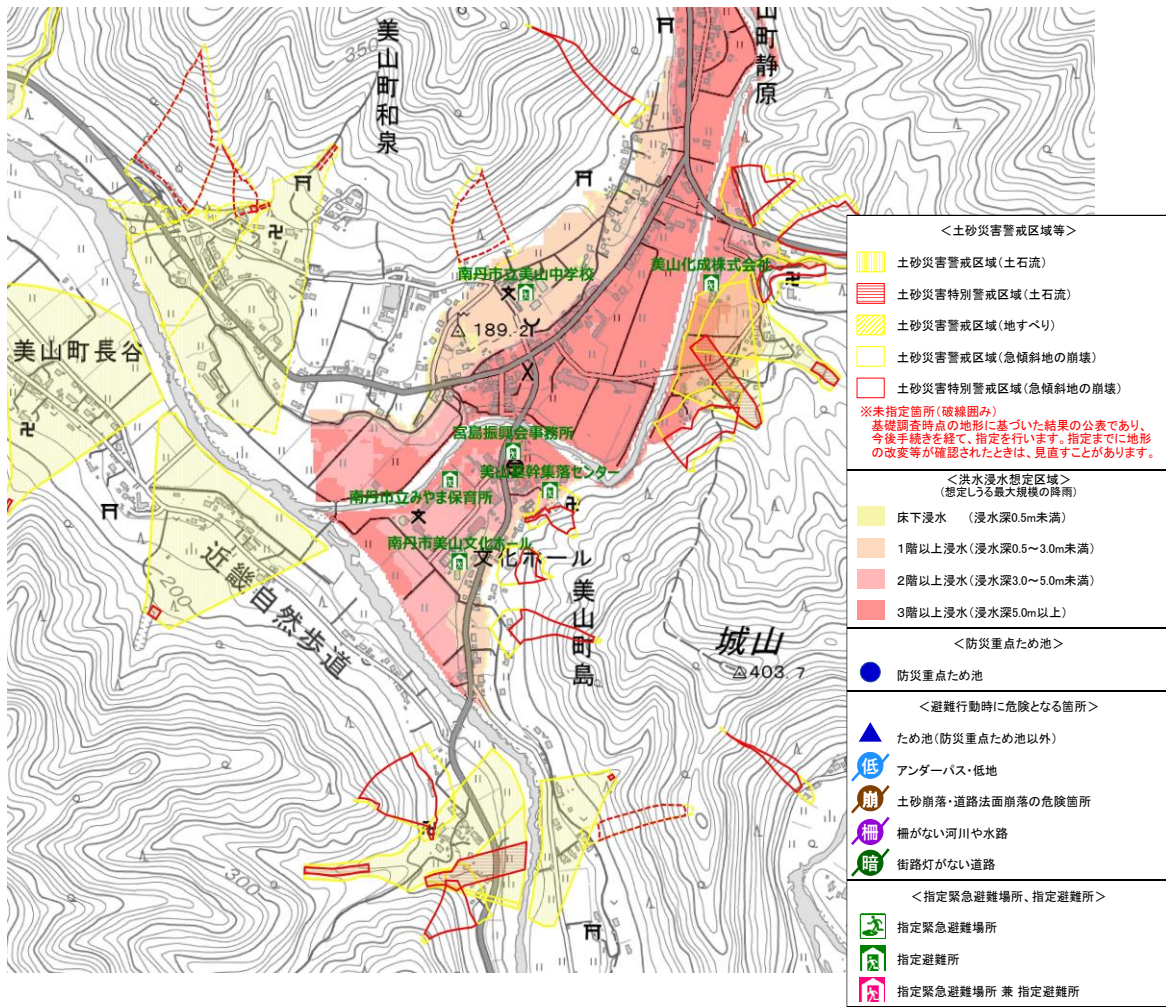 美山町和泉
350
美山町静原
南丹市立美山中学校
美山化成株式会社
189.2
美山町長谷
宮島振興会事務所
美山基幹集落センター
南丹市立みやま保育所
南丹市美山文化ホール
文化ホール
近畿自然歩道
200
美山町島
城山
403.7
300
<土砂災害警戒区域等>
土砂災害警戒区域(土石流)
土砂災害特別警戒区域(土石流)
土砂災害警戒区域(地すべり)
土砂災害警戒区域(急傾斜地の崩壊)
土砂災害特別警戒区域(急傾斜地の崩壊)
※未指定箇所(破線囲み)
基礎調査時点の地形に基づいた結果の公表であり、
今後手続きを経て、指定を行います。指定までに地形
の改変等が確認されたときは、見直すことがあります。
<洪水浸水想定区域>
(想定しうる最大規模の降雨)
床下浸水 (浸水深0.5m未満)
1階以上浸水(浸水深0.5~3.0m未満)
2階以上浸水(浸水深3.0~5.0m未満)
3階以上浸水(浸水深5.0m以上)
<防災重点ため池>
防災重点ため池
<避難行動時に危険となる箇所>
ため池(防災重点ため池以外)
低 アンダーパス・低地
崩 土砂崩落・道路法面崩落の危険箇所
柵 柵がない河川や水路
暗 街路灯がない道路
<指定緊急避難場所、指定避難所>
指定緊急避難場所
指定避難所
指定緊急避難場所 兼 指定避難所